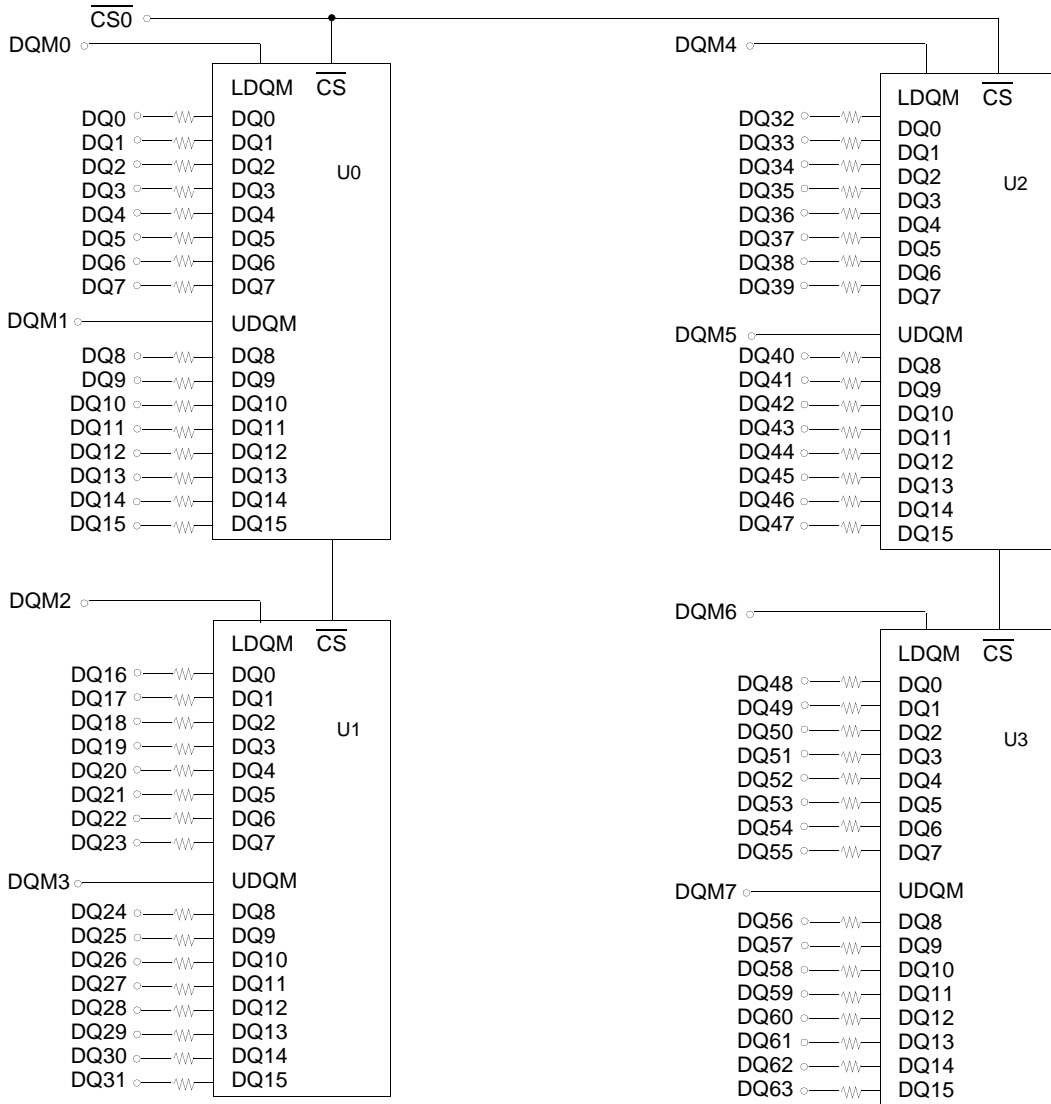 CS0
DQM0
LDQM CS
DQ0 DQ0
DQ1 DQ1
DQ2 DQ2
U0
DQ3 DQ3
DQ4 DQ4
DQ5 DQ5
DQ6 DQ6
DQ7 DQ7
DQM1 UDQM
DQ8 DQ8
DQ9 DQ9
DQ10 DQ10
DQ11 DQ11
DQ12 DQ12
DQ13 DQ13
DQ14 DQ14
DQ15 DQ15
DQM2
LDQM CS
DQ16 DQ0
DQ17 DQ1
DQ18 DQ2
U1
DQ19 DQ3
DQ20 DQ4
DQ21 DQ5
DQ22 DQ6
DQ23 DQ7
DQM3 UDQM
DQ24 DQ8
DQ25 DQ9
DQ26 DQ10
DQ27 DQ11
DQ28 DQ12
DQ29 DQ13
DQ30 DQ14
DQ31 DQ15
DQM4
LDQM CS
DQ32 DQ0
DQ33 DQ1
DQ34 DQ2
U2
DQ35 DQ3
DQ36 DQ4
DQ37 DQ5
DQ38 DQ6
DQ39 DQ7
DQM5 UDQM
DQ40 DQ8
DQ41 DQ9
DQ42 DQ10
DQ43 DQ11
DQ44 DQ12
DQ45 DQ13
DQ46 DQ14
DQ47 DQ15
DQM6
LDQM CS
DQ48 DQ0
DQ49 DQ1
DQ50 DQ2
U3
DQ51 DQ3
DQ52 DQ4
DQ53 DQ5
DQ54 DQ6
DQ55 DQ7
DQM7 UDQM
DQ56 DQ8
DQ57 DQ9
DQ58 DQ10
DQ59 DQ11
DQ60 DQ12
DQ61 DQ13
DQ62 DQ14
DQ63 DQ15